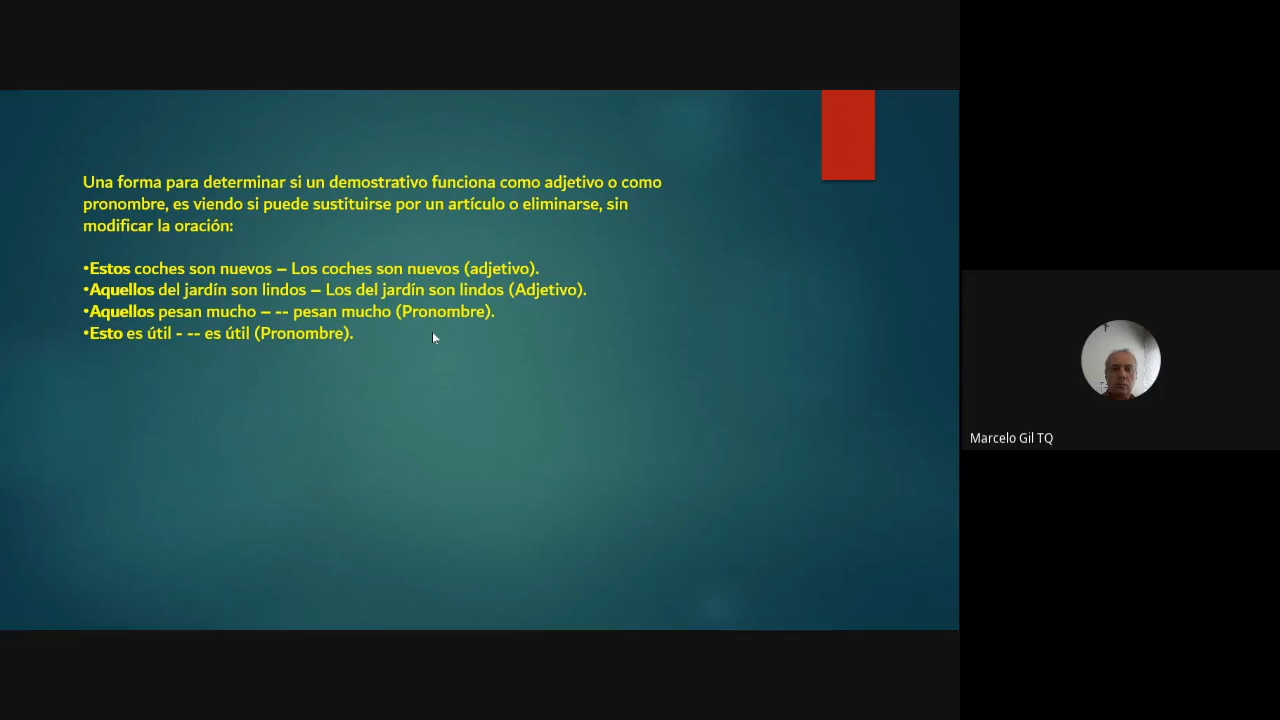 Una forma para determinar si un demostrativo funciona como adjetivo o como
pronombre, es viendo si puede sustituirse por un artículo o eliminarse, sin
modificar la oración:
•Estos coches son nuevos – Los coches son nuevos (adjetivo).
•Aquellos del jardín son lindos – Los del jardín son lindos (Adjetivo).
•Aquellos pesan mucho – -- pesan mucho (Pronombre).
•Esto es útil - -- es útil (Pronombre).
Marcelo Gil TQ